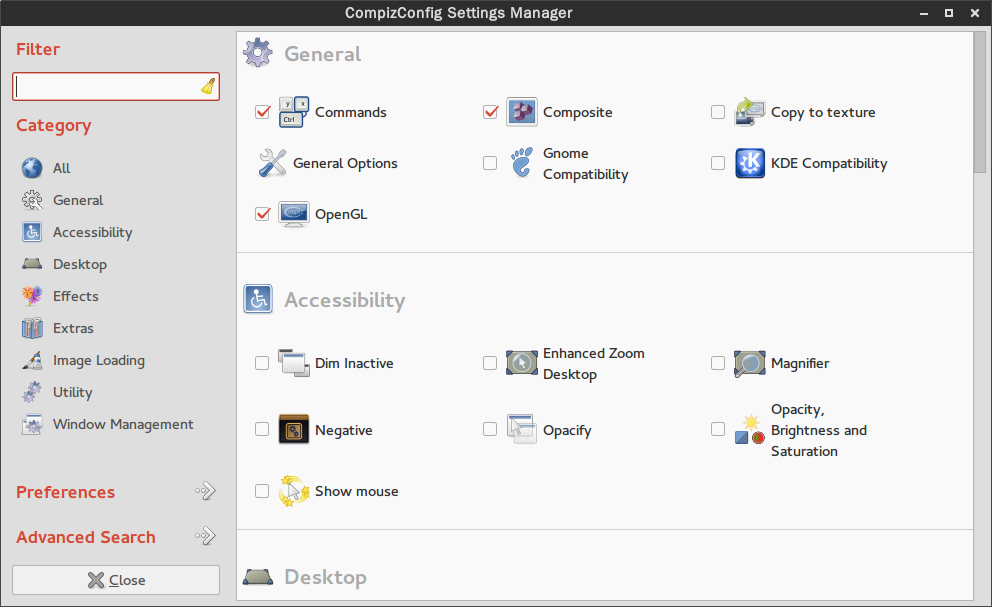 CompizConfig Settings Manager
Filter
Category
All
General
Accessibility
Desktop
Effects
Extras
Image Loading
Utility
Window Management
Preferences
Advanced Search
Close
General
Commands
Composite
Copy to texture
General Options
Gnome
Compatibility
KDE Compatibility
OpenGL
Accessibility
Dim Inactive
Enhanced Zoom
Desktop
Magnifier
Negative
Opacify
Opacity,
Brightness and
Saturation
Show mouse
Desktop